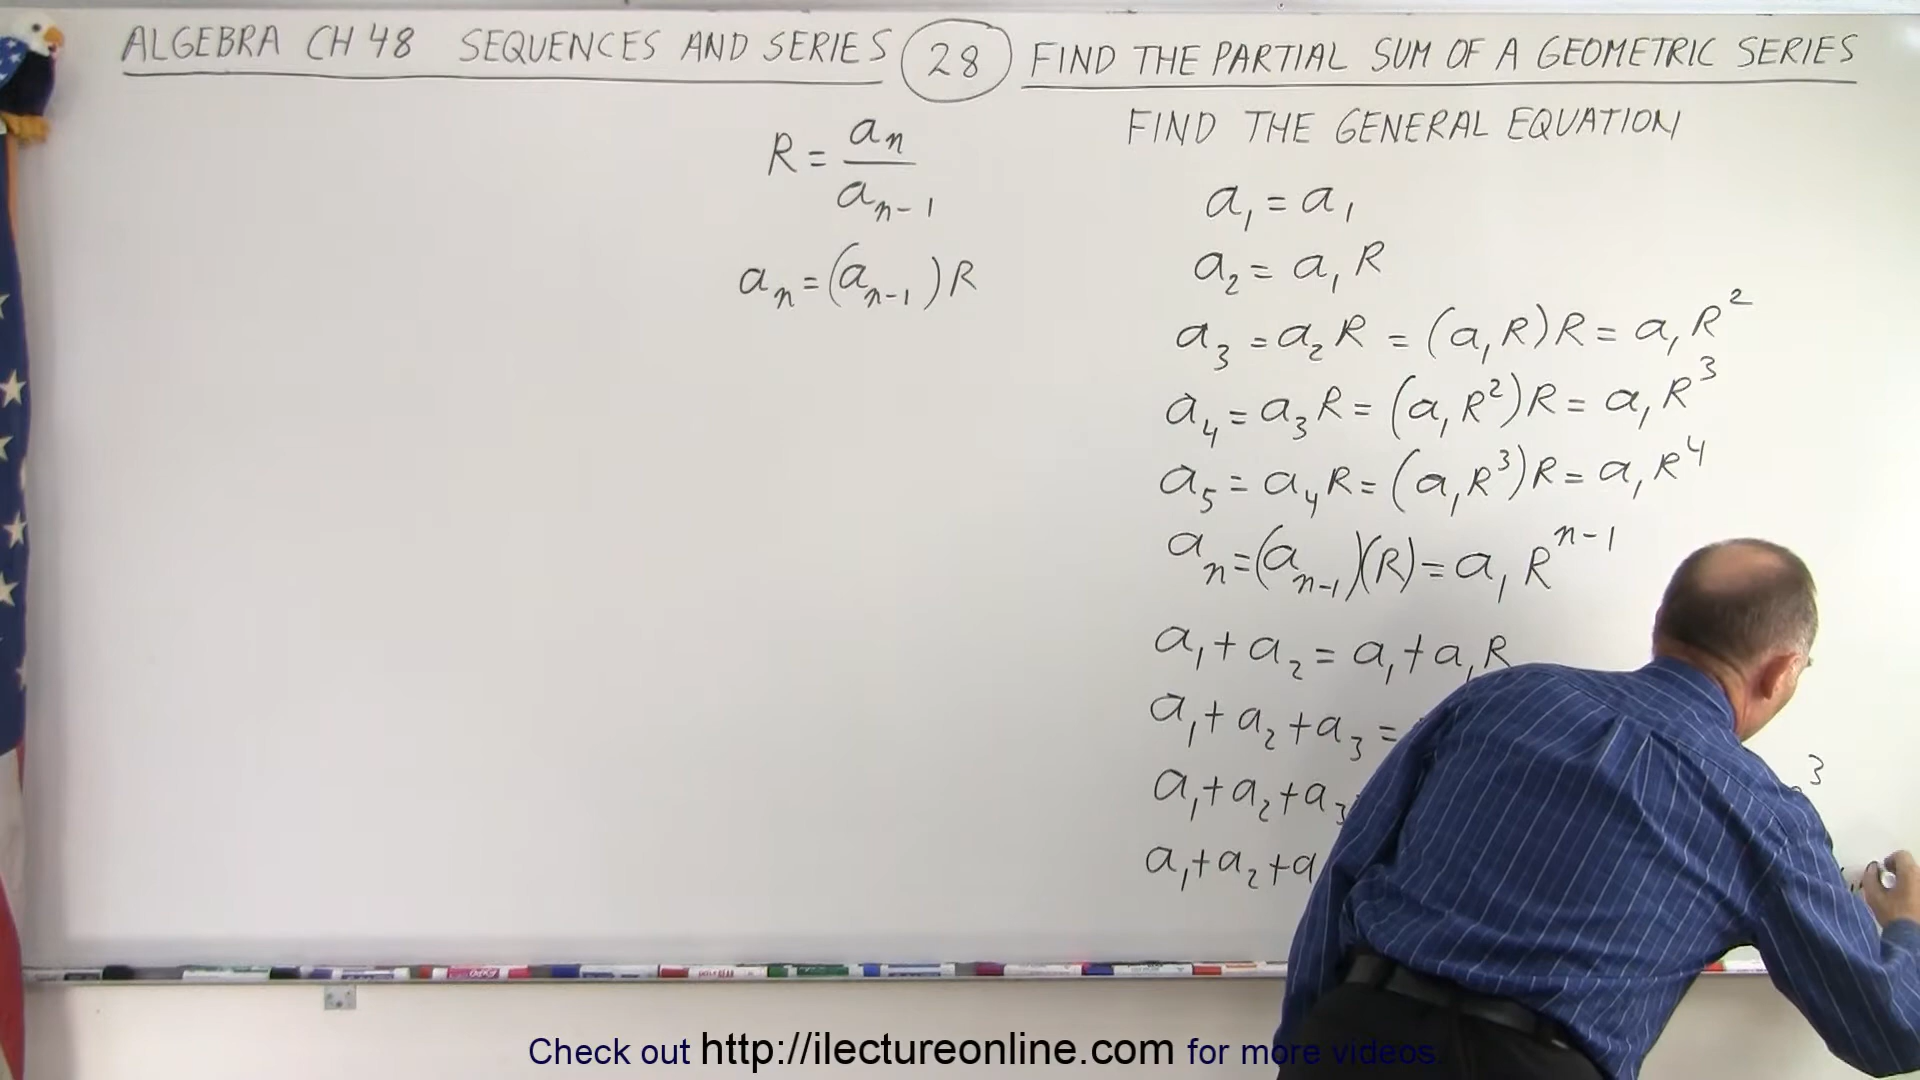 ALGEBRA CH 48 SEQUENCES AND SERIES 28 FIND THE PARTIAL SUM OF A GEOMETRIC SERIES
FIND THE GENERAL EQUATION
R = aₙ / aₙ₋₁
aₙ = (aₙ₋₁)R
a₁ = a₁
a₂ = a₁R
a₃ = a₂R = (a₁R)R = a₁R²
a₄ = a₃R = (a₁R²)R = a₁R³
a₅ = a₄R = (a₁R³)R = a₁R⁴
aₙ = (aₙ₋₁)(R) = a₁Rⁿ⁻¹
a₁ + a₂ = a₁ + a₁R
a₁ + a₂ + a₃ =
a₁ + a₂ + a₃ ³
a₁ + a₂ + a
Check out http://ilectureonline.com for more videos.